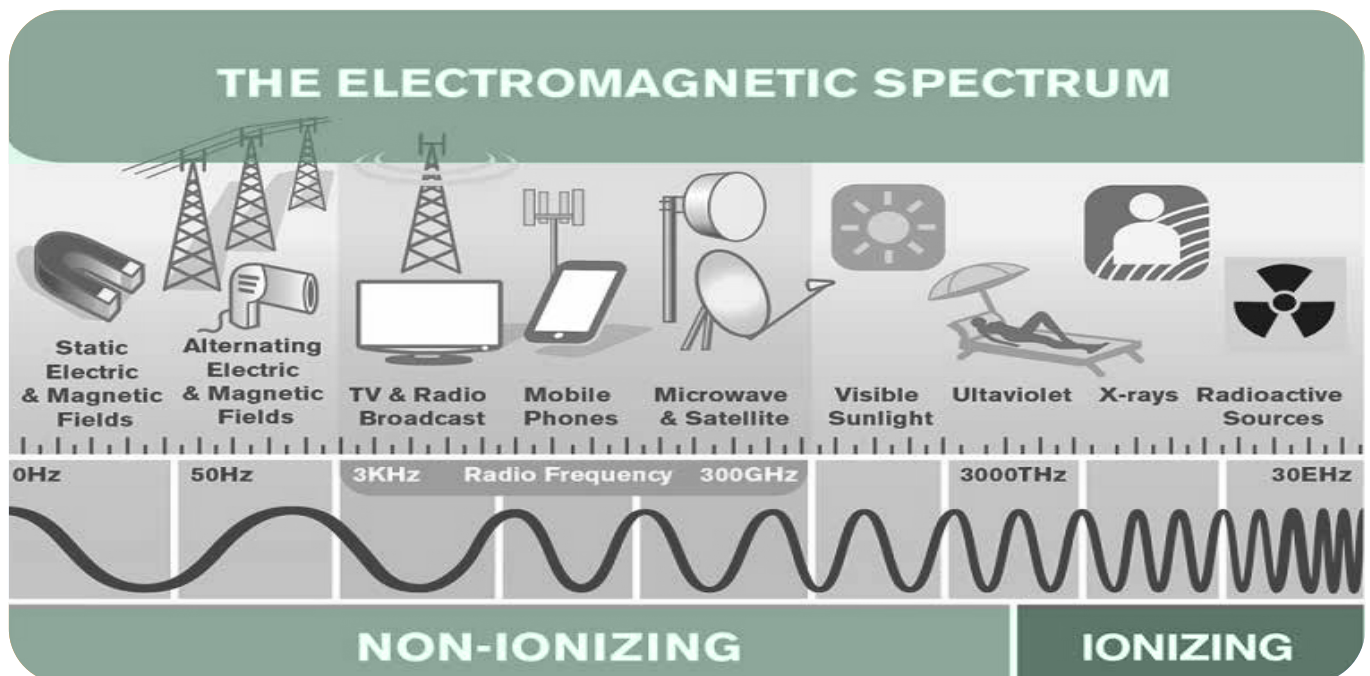 THE ELECTROMAGNETIC SPECTRUM
Static
Electric
& Magnetic
Fields
Alternating
Electric
& Magnetic
Fields
TV & Radio
Broadcast
Mobile
Phones
Microwave
& Satellite
Visible
Sunlight
Ultaviolet
X-rays
Radioactive
Sources
0Hz
50Hz
3KHz
Radio Frequency
300GHz
3000THz
30EHz
NON-IONIZING
IONIZING